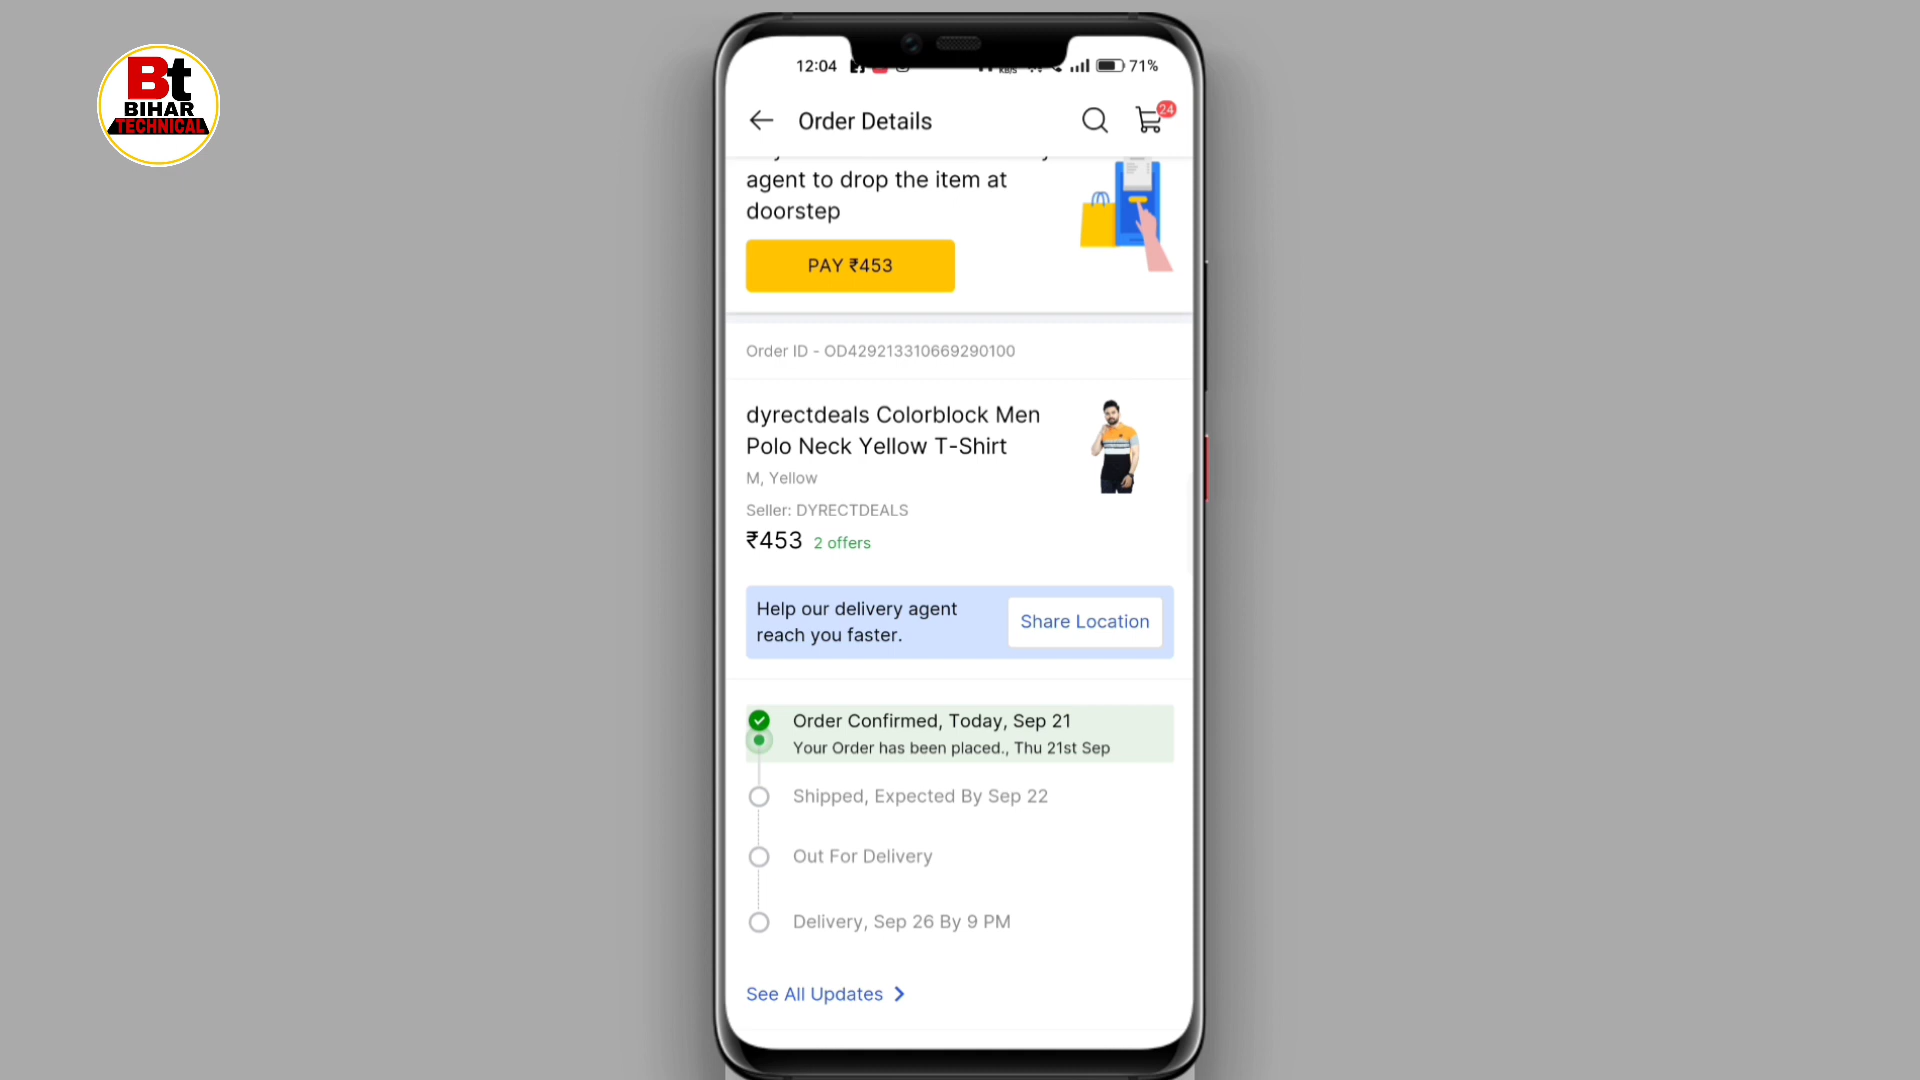 Bt
BIHAR
TECHNICAL
12:04
KB/S
71%
Order Details
24
agent to drop the item at
doorstep
PAY ₹453
Order ID - OD429213310669290100
dyrectdeals Colorblock Men
Polo Neck Yellow T-Shirt
M, Yellow
Seller: DYRECTDEALS
₹453 2 offers
Help our delivery agent
reach you faster.
Share Location
Order Confirmed, Today, Sep 21
Your Order has been placed., Thu 21st Sep
Shipped, Expected By Sep 22
Out For Delivery
Delivery, Sep 26 By 9 PM
See All Updates